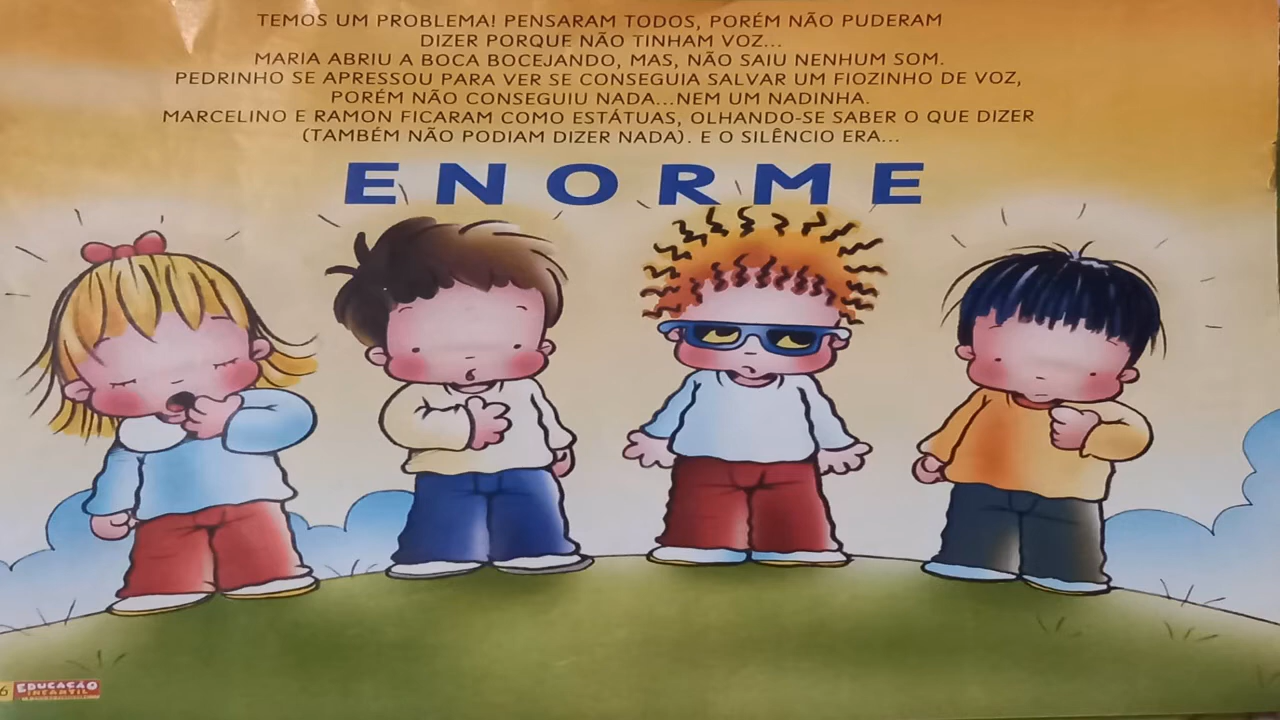 TEMOS UM PROBLEMA! PENSARAM TODOS, PORÉM NÃO PUDERAM
DIZER PORQUE NÃO TINHAM VOZ...
MARIA ABRIU A BOCA BOCEJANDO, MAS, NÃO SAIU NENHUM SOM.
PEDRINHO SE APRESSOU PARA VER SE CONSEGUIA SALVAR UM FIOZINHO DE VOZ,
PORÉM NÃO CONSEGUIU NADA...NEM UM NADINHA.
MARCELINO E RAMON FICARAM COMO ESTÁTUAS, OLHANDO-SE SABER O QUE DIZER
(TAMBÉM NÃO PODIAM DIZER NADA). E O SILÊNCIO ERA...
ENORME
6 EDUCAÇÃO
INFANTIL